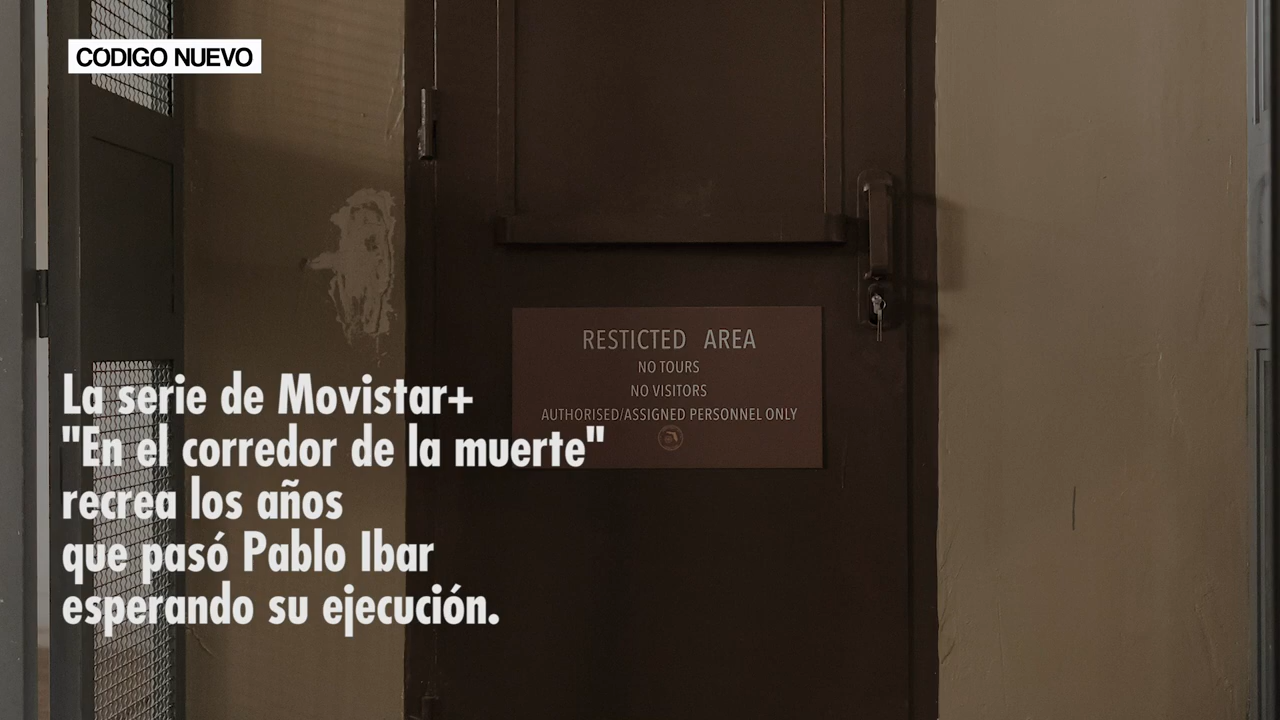 CODIGO NUEVO
RESTICTED AREA
NO TOURS
NO VISITORS
AUTHORISED/ASSIGNED PERSONNEL ONLY
La serie de Movistar+
"En el corredor de la muerte"
recrea los años
que pasó Pablo Ibar
esperando su ejecución.